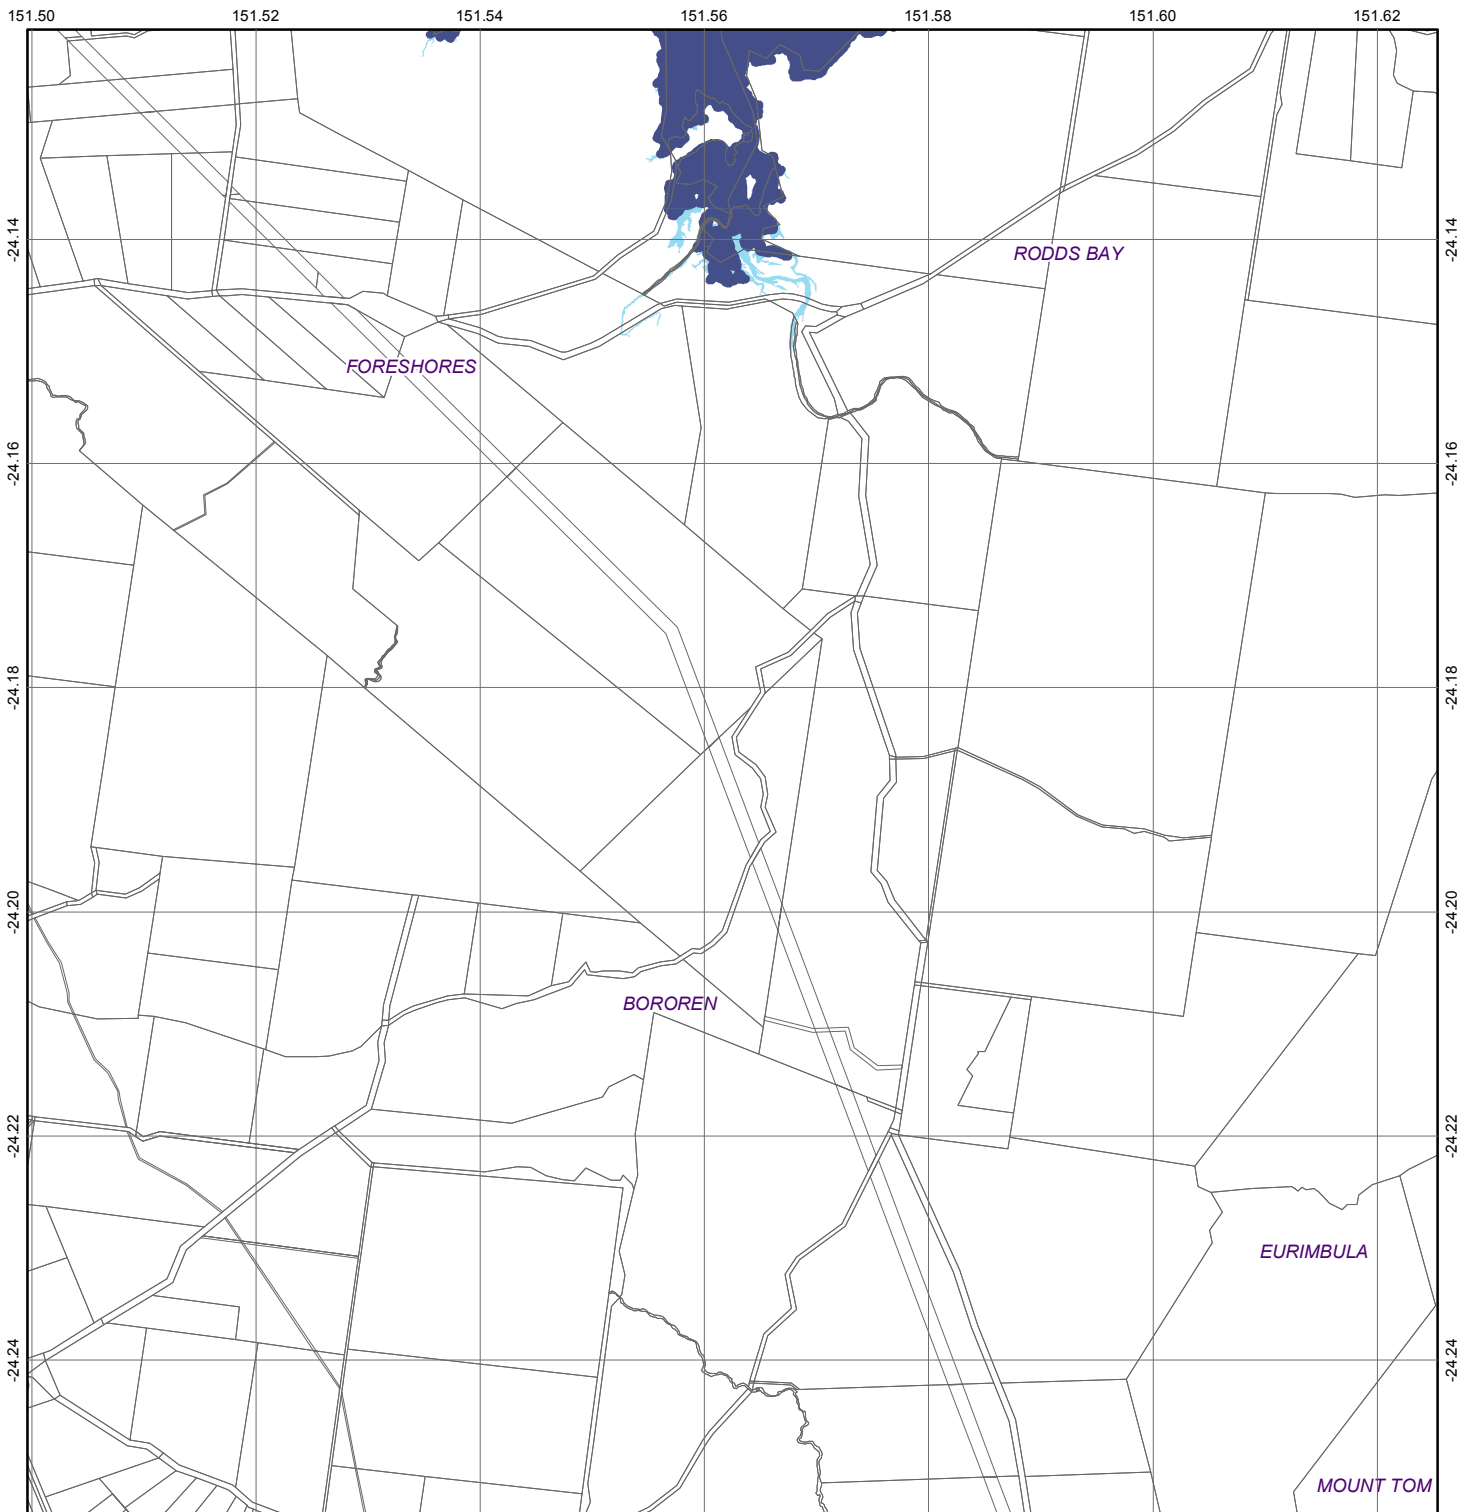 151.50 151.52 151.54 151.56 151.58 151.60 151.62
-24.14 -24.14
RODDS BAY
FORESHORES
-24.16 -24.16
-24.18 -24.18
-24.20 -24.20
BOROREN
-24.22 -24.22
EURIMBULA
-24.24 -24.24
MOUNT TOM